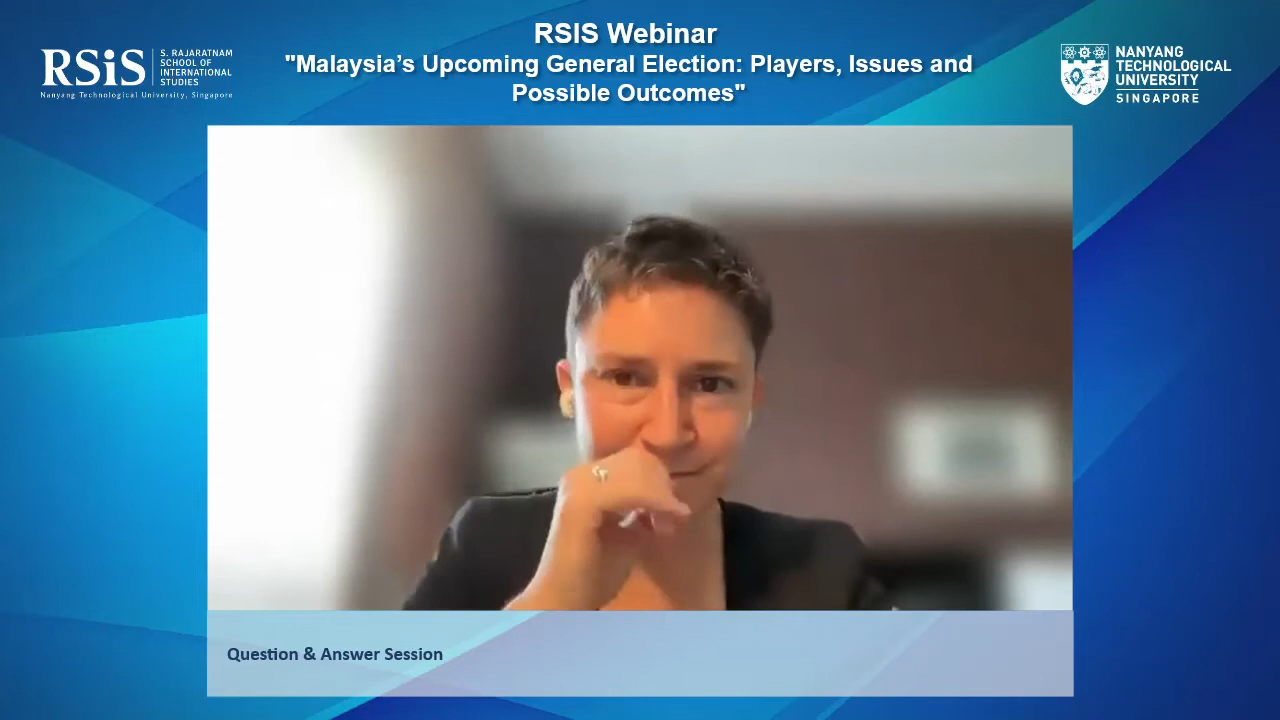 RSIS Webinar
"Malaysia’s Upcoming General Election: Players, Issues and
Possible Outcomes"
RSiS
S. RAJARATNAM
SCHOOL OF
INTERNATIONAL
STUDIES
Nanyang Technological University, Singapore
NANYANG
TECHNOLOGICAL
UNIVERSITY
SINGAPORE
Question & Answer Session